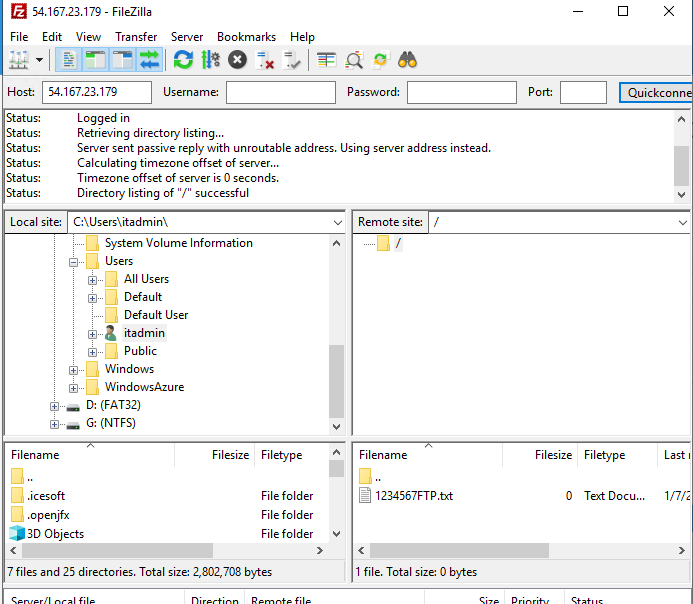 54.167.23.179 - FileZilla
File Edit View Transfer Server Bookmarks Help
Host: 54.167.23.179 Username: Password: Port: Quickconne
Status: Logged in
Status: Retrieving directory listing...
Status: Server sent passive reply with unroutable address. Using server address instead.
Status: Calculating timezone offset of server...
Status: Timezone offset of server is 0 seconds.
Status: Directory listing of "/" successful
Local site: C:\Users\itadmin\
System Volume Information
Users
All Users
Default
Default User
itadmin
Public
Windows
WindowsAzure
D: (FAT32)
G: (NTFS)
Remote site: /
/
Filename Filesize Filetype
..
.icesoft File folder
.openjfx File folder
3D Objects File folder
7 files and 25 directories. Total size: 2,802,708 bytes
Filename Filesize Filetype Last
..
1234567FTP.txt 0 Text Docu... 1/7/2
1 file. Total size: 0 bytes
Server/Local file Direction Remote file Size Priority Status